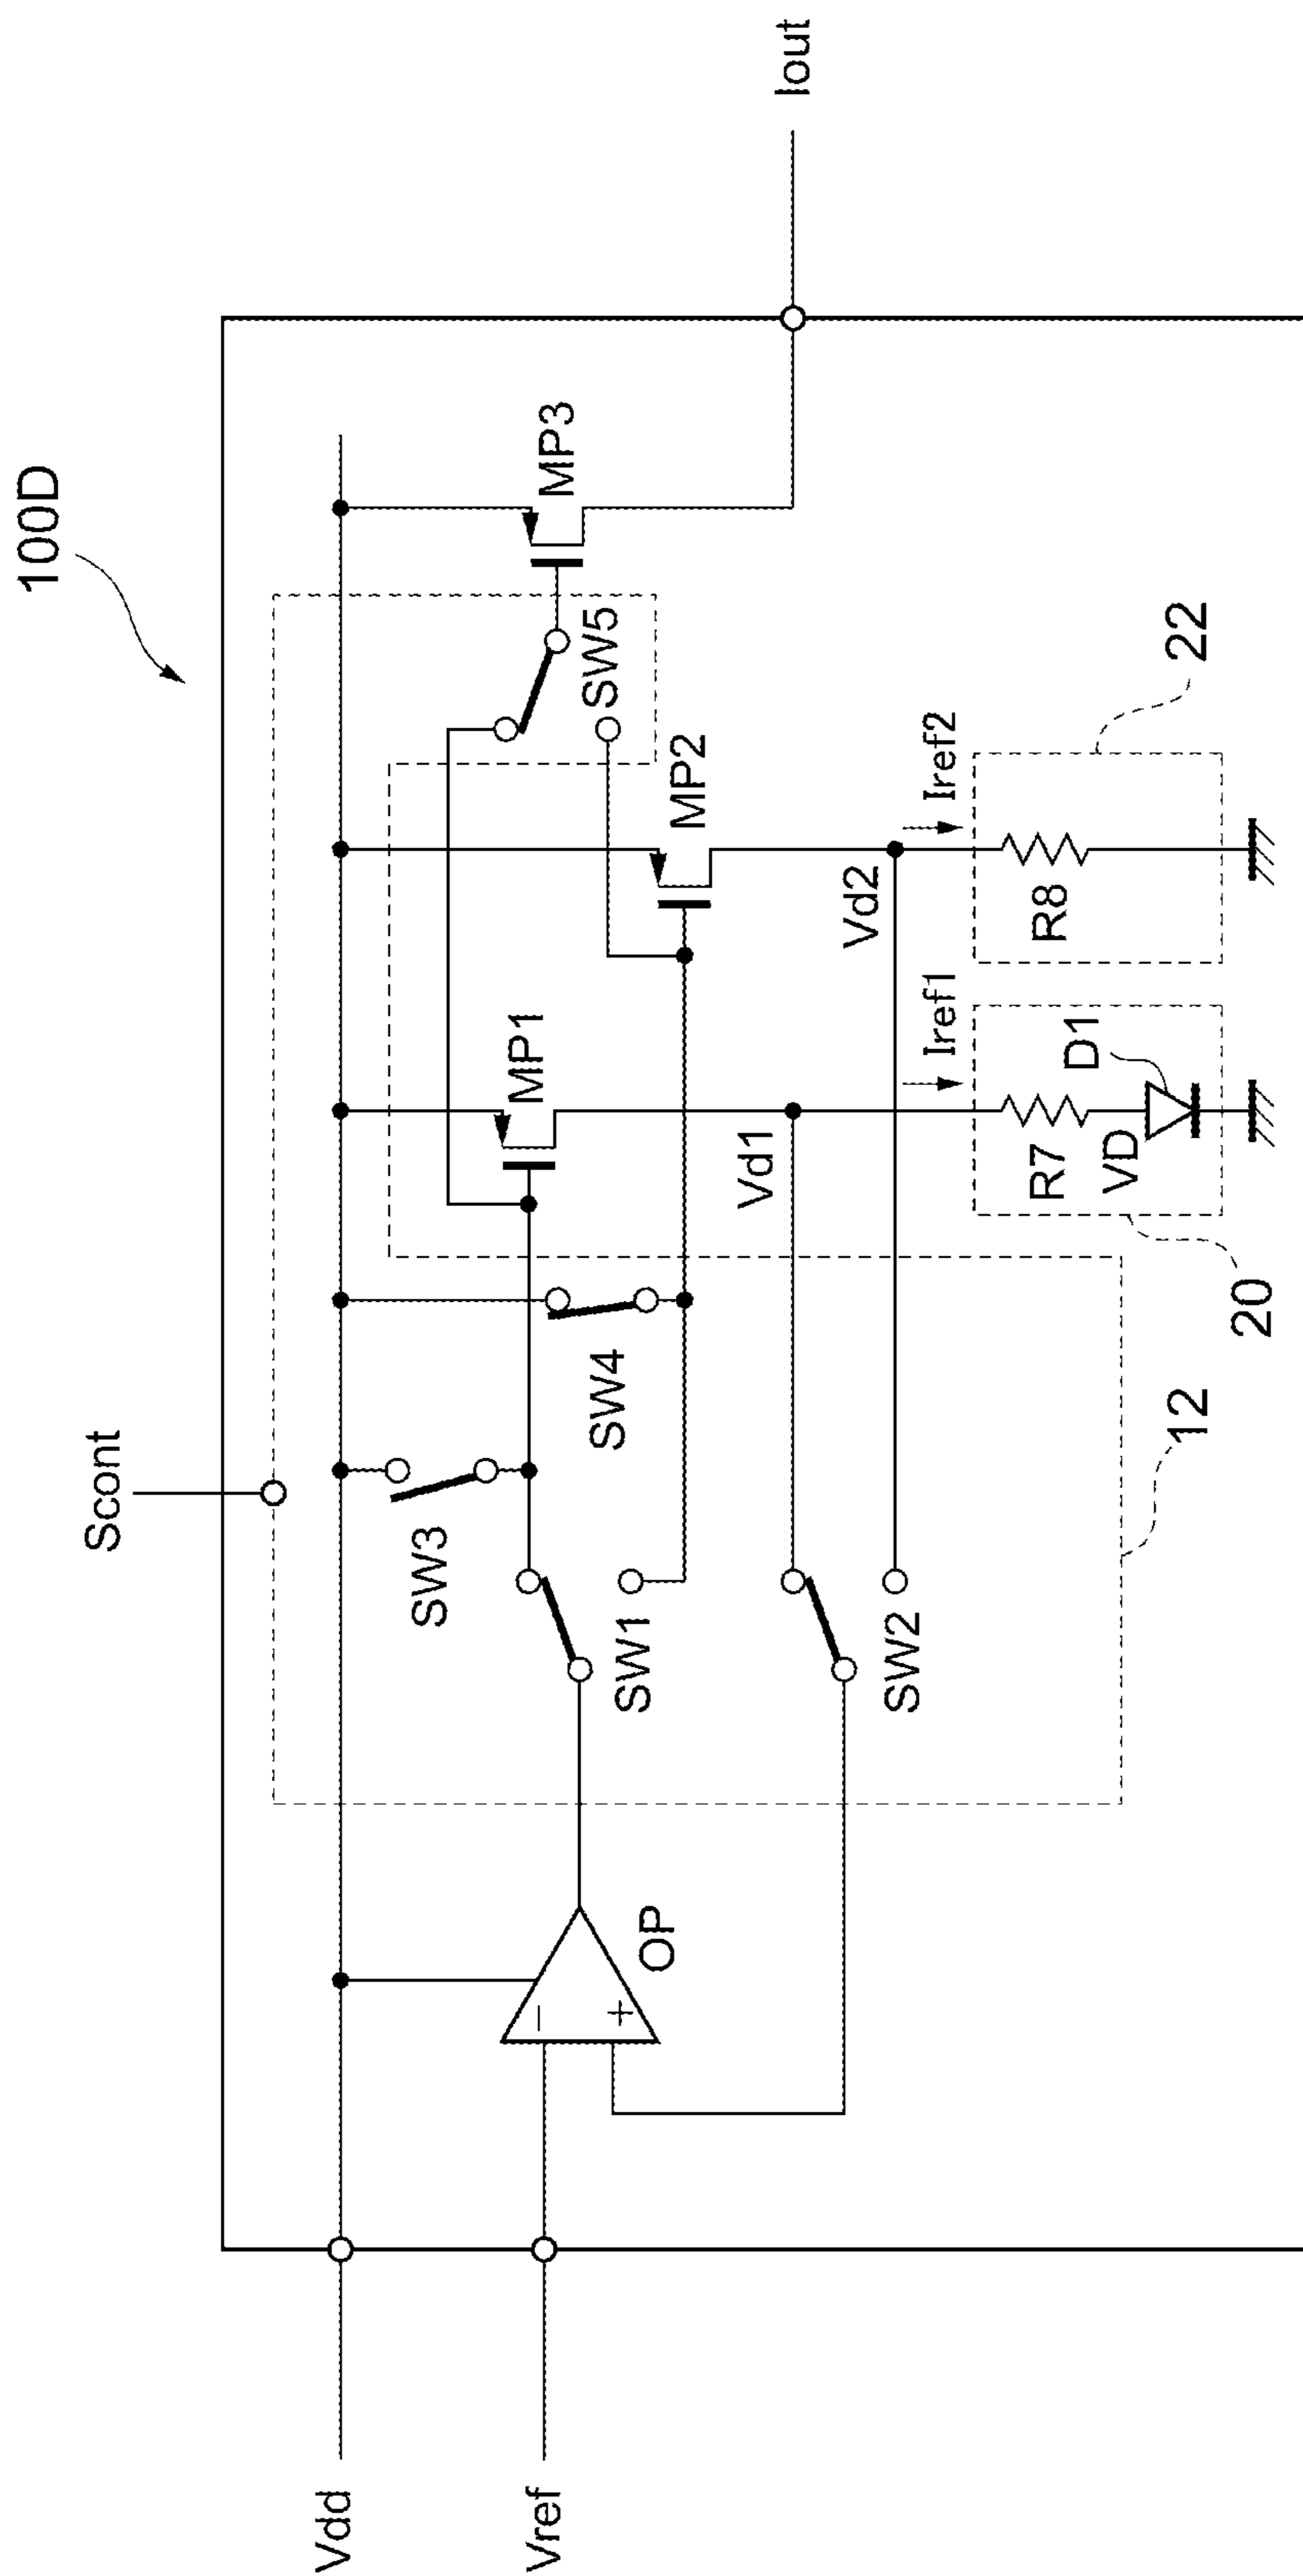 100D
Scont
Vdd
Vref
Iout
SW3
SW4
SW5
MP1
MP2
MP3
OP
−
+
SW1
SW2
Vd1
Vd2
Iref1
Iref2
R7
VD
D1
R8
12
20
22